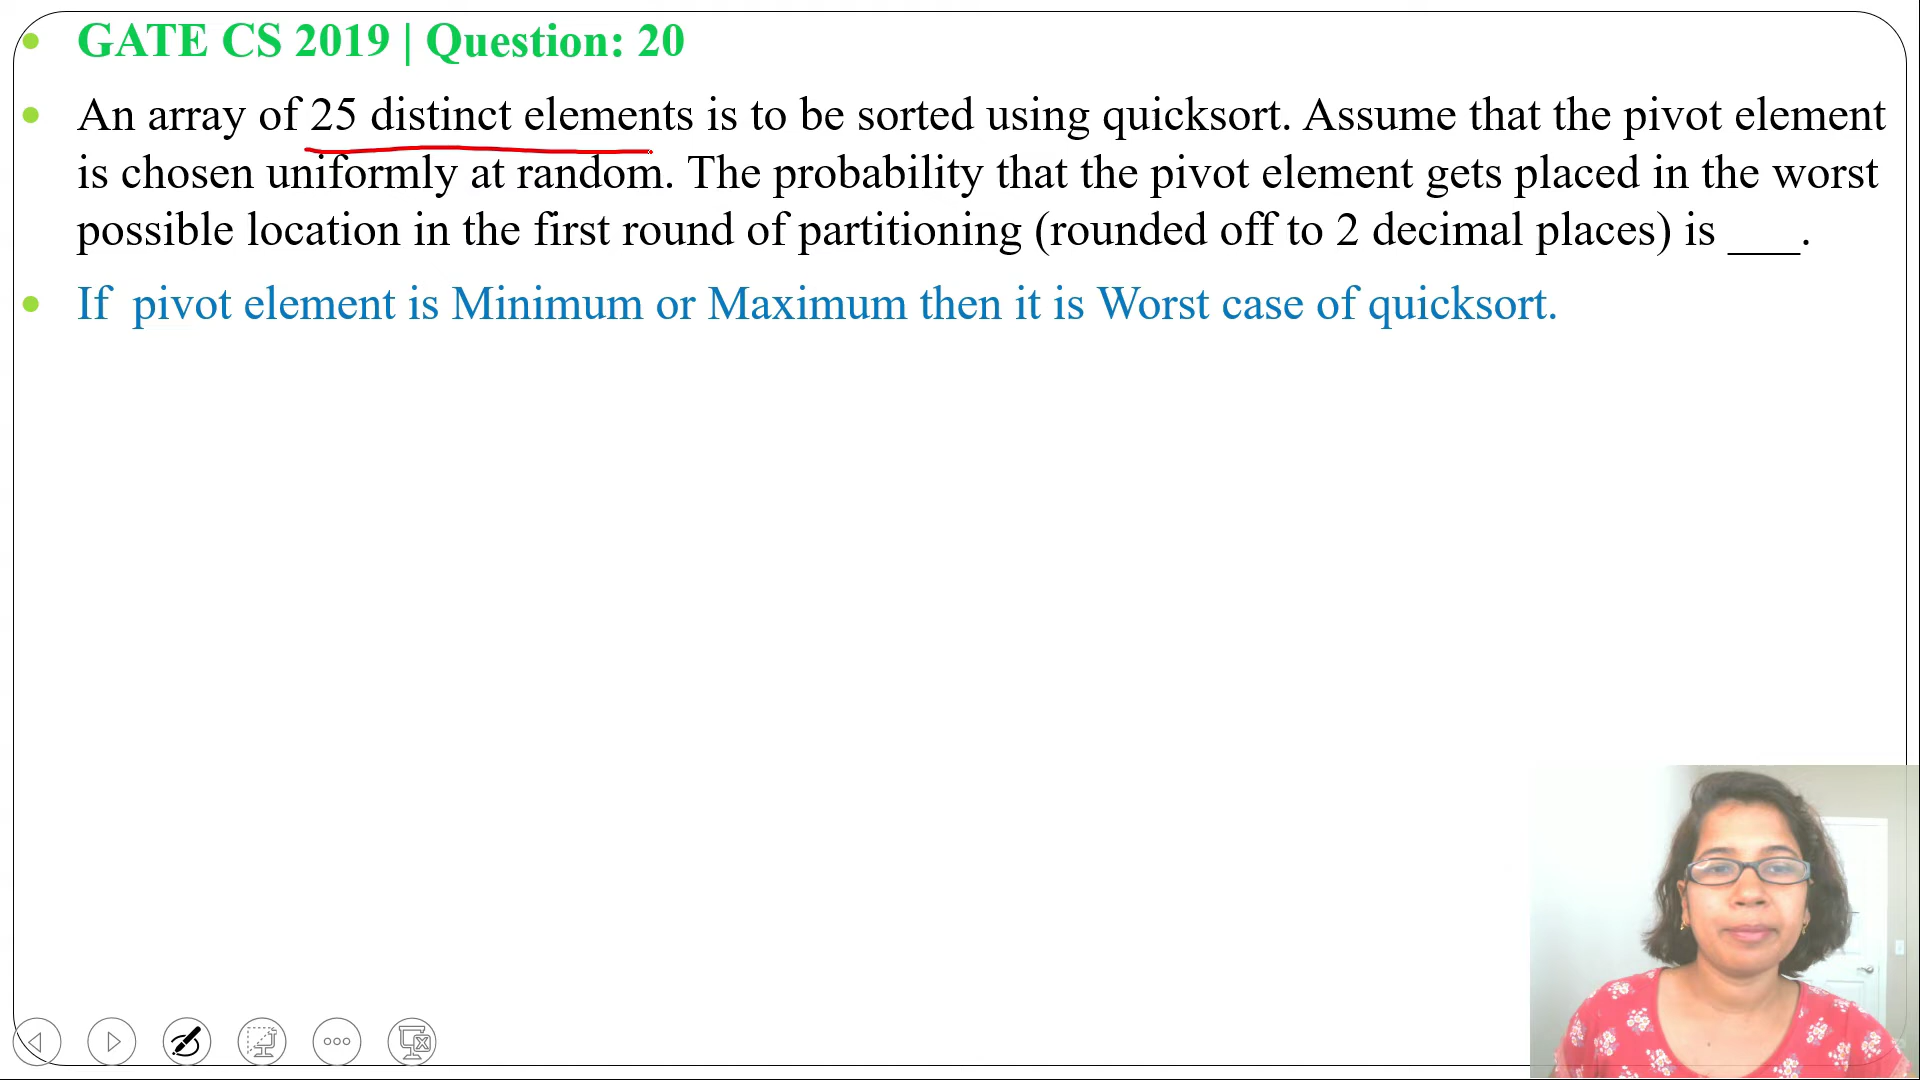 GATE CS 2019 | Question: 20
An array of 25 distinct elements is to be sorted using quicksort. Assume that the pivot element
is chosen uniformly at random. The probability that the pivot element gets placed in the worst
possible location in the first round of partitioning (rounded off to 2 decimal places) is ___.
If pivot element is Minimum or Maximum then it is Worst case of quicksort.